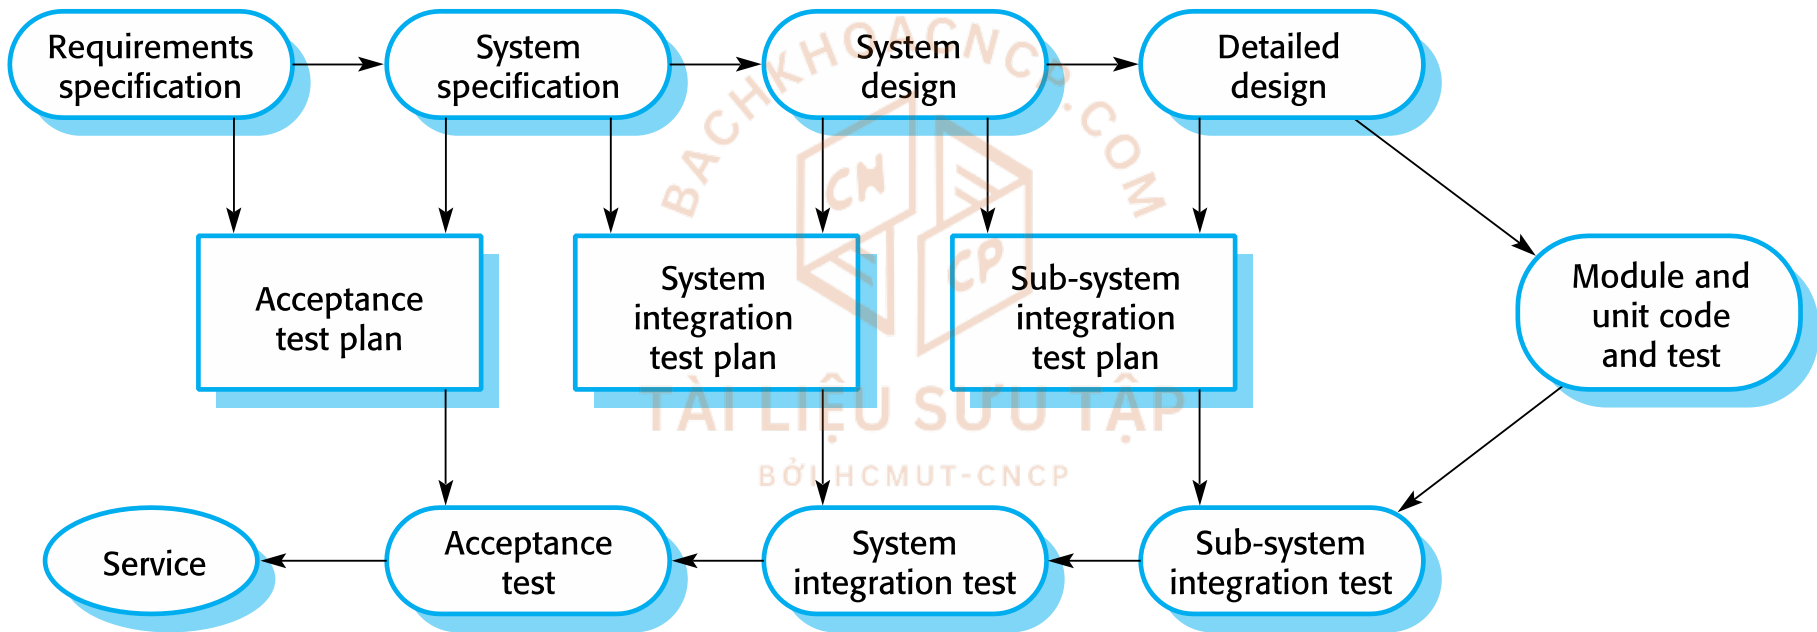 Requirements
specification
System
specification
System
design
Detailed
design
BACHKHOACNCP.COM
CN
CP
Acceptance
test plan
System
integration
test plan
Sub-system
integration
test plan
Module and
unit code
and test
TÀI LIỆU SƯU TẬP
BỞI HCMUT-CNCP
Service
Acceptance
test
System
integration test
Sub-system
integration test